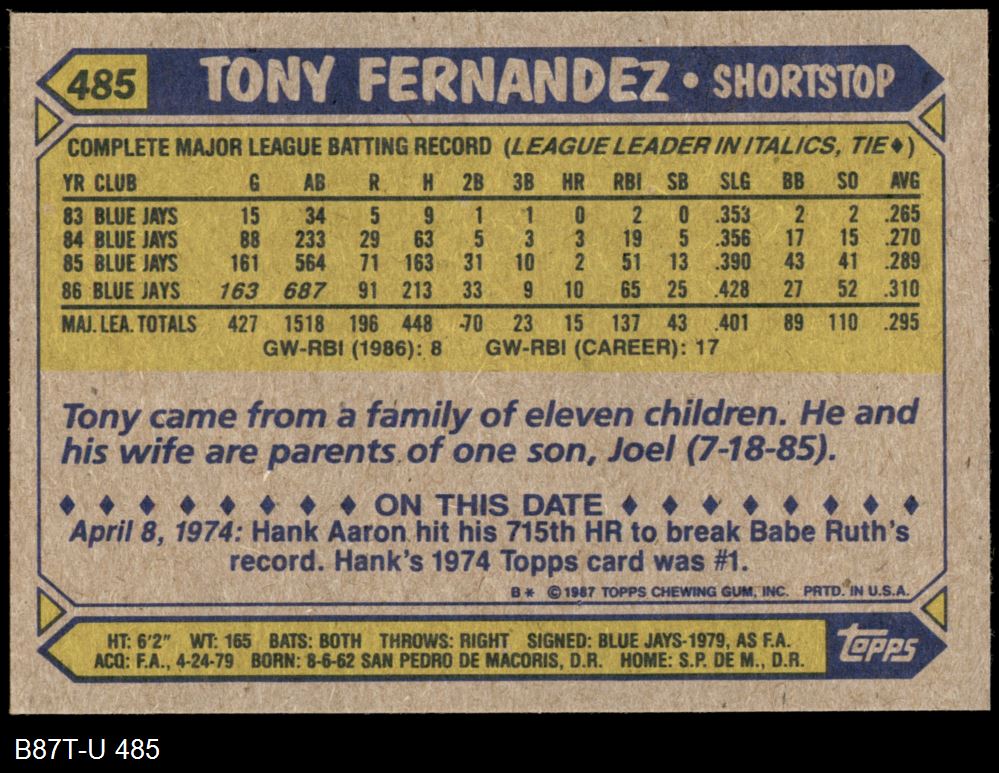 485 TONY FERNANDEZ • SHORTSTOP
COMPLETE MAJOR LEAGUE BATTING RECORD (LEAGUE LEADER IN ITALICS, TIE♦)
YR CLUB G AB R H 2B 3B HR RBI SB SLG BB SO AVG
83 BLUE JAYS 15 34 5 9 1 1 0 2 0 .353 2 2 .265
84 BLUE JAYS 88 233 29 63 5 3 3 19 5 .356 17 15 .270
85 BLUE JAYS 161 564 71 163 31 10 2 51 13 .390 43 41 .289
86 BLUE JAYS 163 687 91 213 33 9 10 65 25 .428 27 52 .310
MAJ. LEA. TOTALS 427 1518 196 448 70 23 15 137 43 .401 89 110 .295
GW-RBI (1986): 8 GW-RBI (CAREER): 17
Tony came from a family of eleven children. He and
his wife are parents of one son, Joel (7-18-85).
♦ ♦ ♦ ♦ ♦ ♦ ♦ ♦ ON THIS DATE ♦ ♦ ♦ ♦ ♦ ♦ ♦ ♦
April 8, 1974: Hank Aaron hit his 715th HR to break Babe Ruth's
record. Hank's 1974 Topps card was #1.
B* ©1987 TOPPS CHEWING GUM, INC. PRTD. IN U.S.A.
HT: 6'2" WT: 165 BATS: BOTH THROWS: RIGHT SIGNED: BLUE JAYS-1979, AS F.A.
ACQ: F.A., 4-24-79 BORN: 8-6-62 SAN PEDRO DE MACORIS, D.R. HOME: S.P. DE M., D.R.
Topps
B87T-U 485